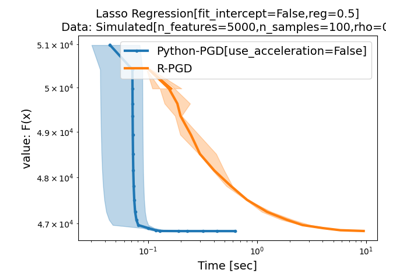 Lasso Regression[fit_intercept=False,reg=0.5]
Data: Simulated[n_features=5000,n_samples=100,rho=0
Python-PGD[use_acceleration=False]
R-PGD
value: F(x)
5.1 × 10⁴
5 × 10⁴
4.9 × 10⁴
4.8 × 10⁴
4.7 × 10⁴
10⁻¹
10⁰
10¹
Time [sec]